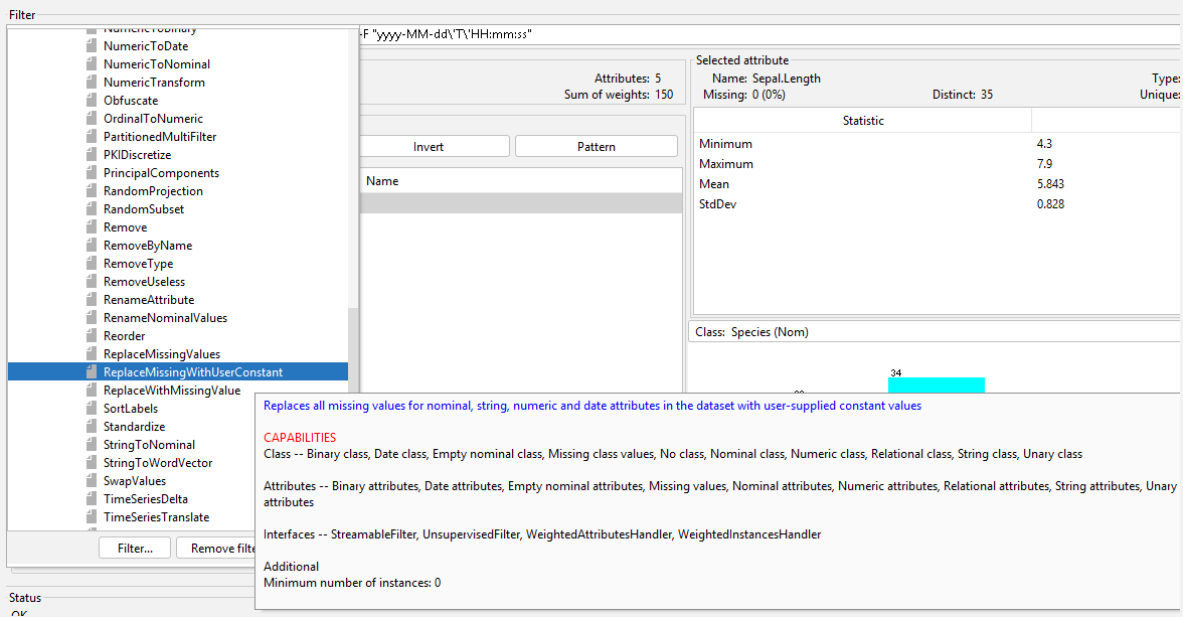 Filter
NumericToBinary
-F "yyyy-MM-dd\'T\'HH:mm:ss"
NumericToDate
NumericToNominal
NumericTransform
Obfuscate
OrdinalToNumeric
PartitionedMultiFilter
PKIDiscretize
PrincipalComponents
RandomProjection
RandomSubset
Remove
RemoveByName
RemoveType
RemoveUseless
RenameAttribute
RenameNominalValues
Reorder
ReplaceMissingValues
ReplaceMissingWithUserConstant
ReplaceWithMissingValue
SortLabels
Standardize
StringToNominal
StringToWordVector
SwapValues
TimeSeriesDelta
TimeSeriesTranslate
Filter... Remove filte
Attributes: 5
Sum of weights: 150
Invert Pattern
Name
Selected attribute
Name: Sepal.Length Type:
Missing: 0 (0%) Distinct: 35 Unique:
Statistic
Minimum 4.3
Maximum 7.9
Mean 5.843
StdDev 0.828
Class: Species (Nom)
34
Replaces all missing values for nominal, string, numeric and date attributes in the dataset with user-supplied constant values
CAPABILITIES
Class -- Binary class, Date class, Empty nominal class, Missing class values, No class, Nominal class, Numeric class, Relational class, String class, Unary class
Attributes -- Binary attributes, Date attributes, Empty nominal attributes, Missing values, Nominal attributes, Numeric attributes, Relational attributes, String attributes, Unary
attributes
Interfaces -- StreamableFilter, UnsupervisedFilter, WeightedAttributesHandler, WeightedInstancesHandler
Additional
Minimum number of instances: 0
Status
OK